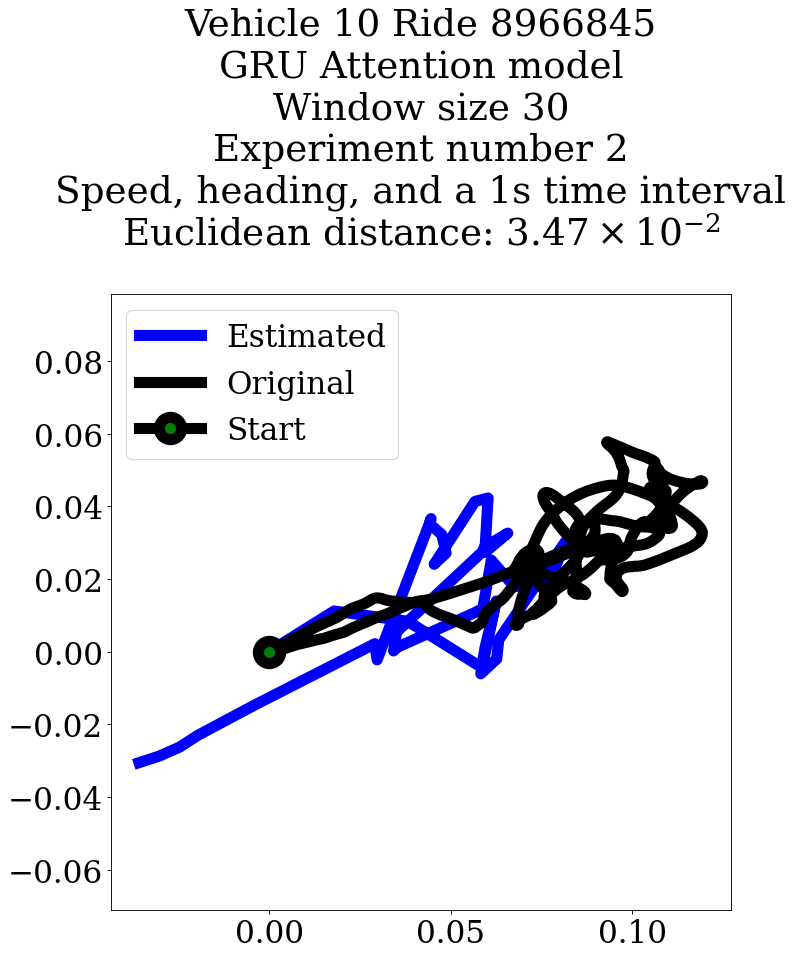 Vehicle 10 Ride 8966845
GRU Attention model
Window size 30
Experiment number 2
Speed, heading, and a 1s time interval
Euclidean distance: 3.47 × 10⁻²
Estimated
Original
Start
0.08
0.06
0.04
0.02
0.00
−0.02
−0.04
−0.06
0.00 0.05 0.10